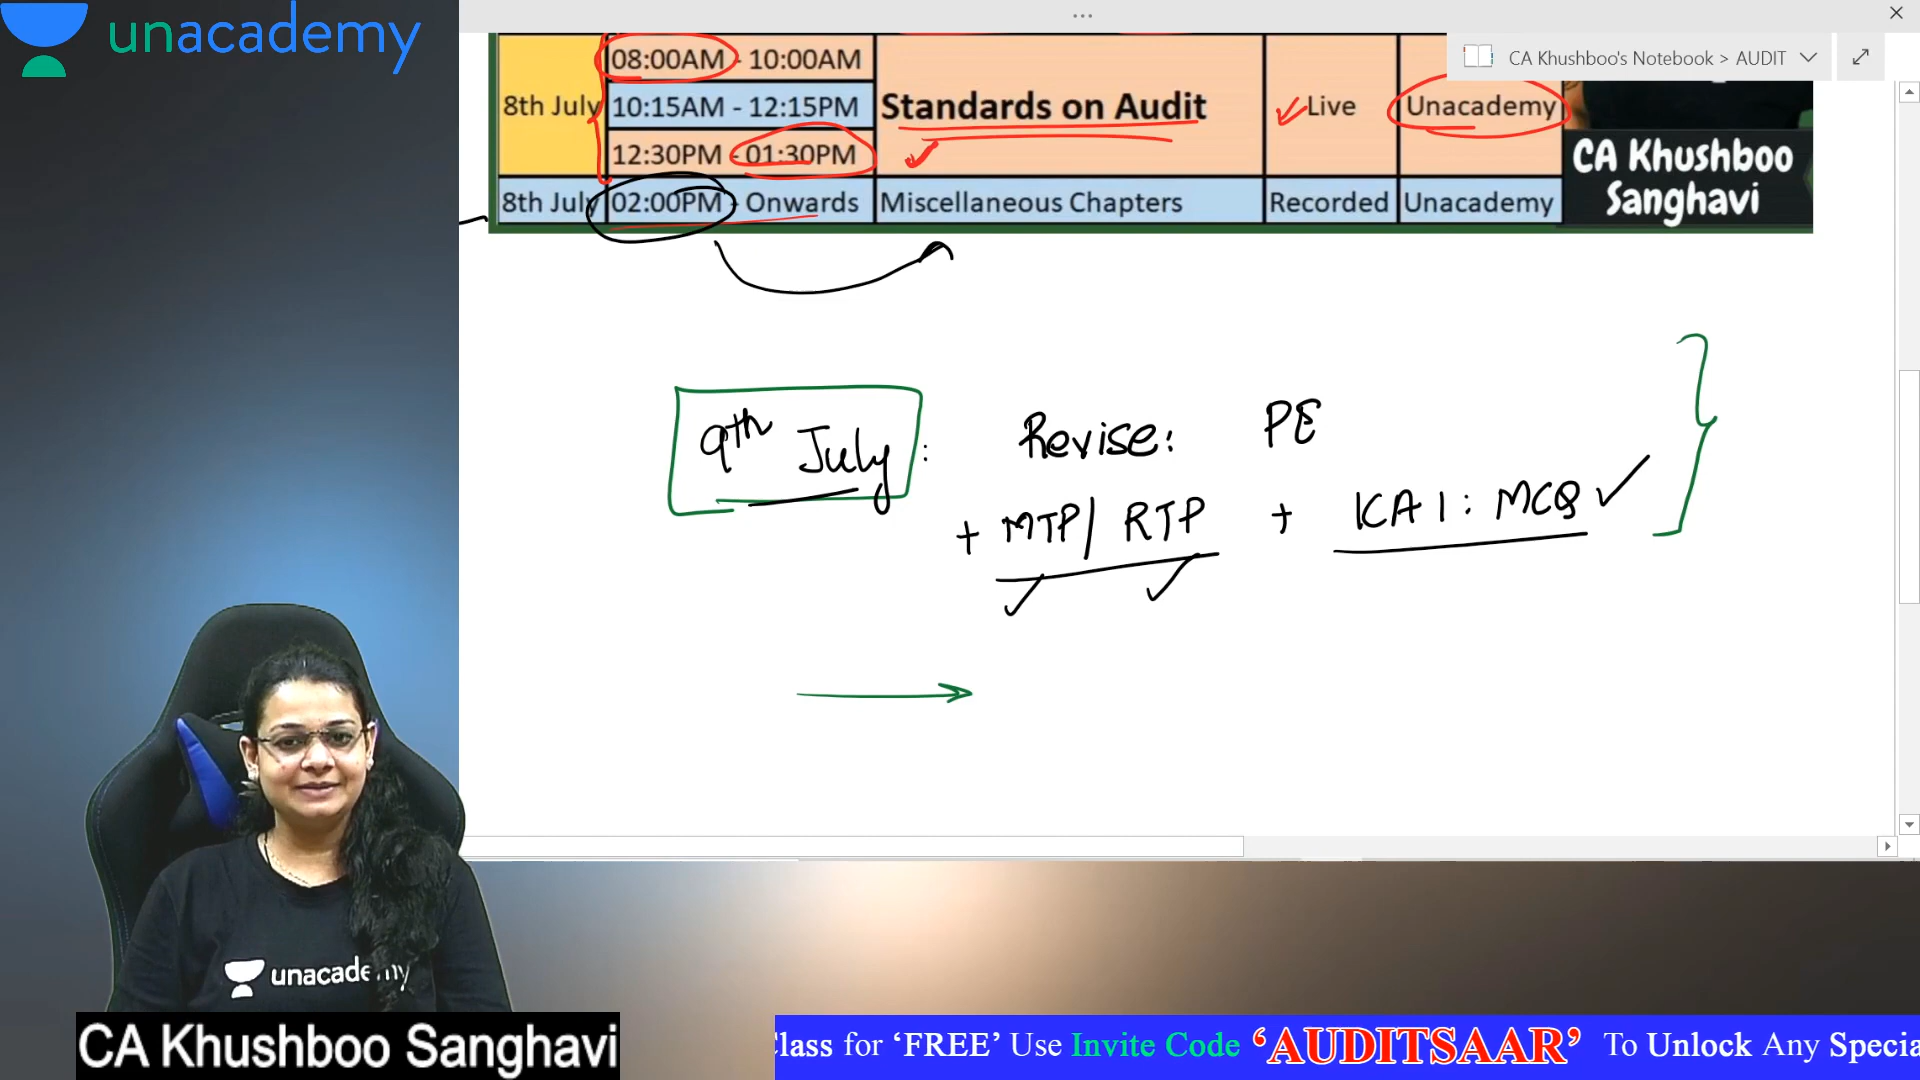 unacademy
CA Khushboo's Notebook > AUDIT
8th July
08:00AM - 10:00AM
10:15AM - 12:15PM
12:30PM - 01:30PM
Standards on Audit
Live
Unacademy
CA Khushboo
Sanghavi
8th July 02:00PM - Onwards Miscellaneous Chapters Recorded Unacademy
9th July : Revise: PE
+ MTP/ RTP + KA1: MCQ
unacademy
CA Khushboo Sanghavi
Class for ‘FREE’ Use Invite Code ‘AUDITSAAR’ To Unlock Any Specia